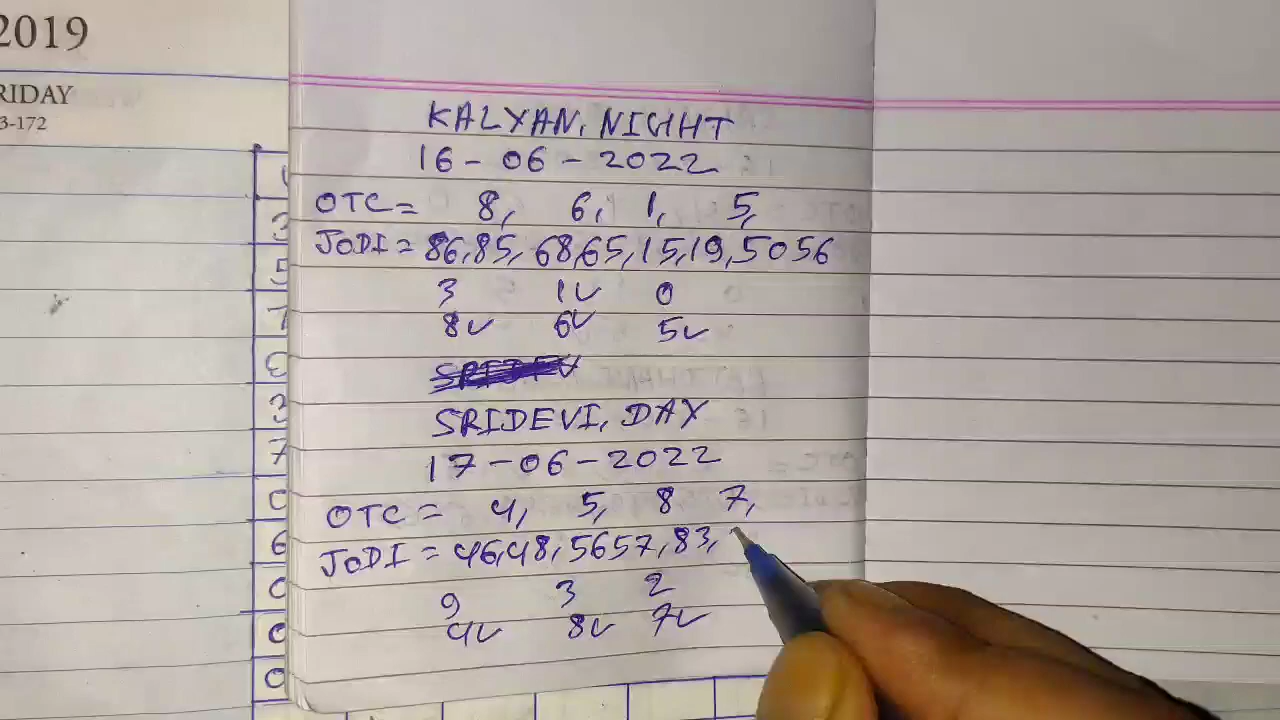 2019
RIDAY
3-172
KALYAN, NIGHT
16-06-2022
OTC= 8, 6, 1, 5,
JODI=86,85,68,65,15,19,5056
3 1✓ 0
8✓ 6✓ 5✓
SRIDEVI, DAY
17-06-2022
OTC= 4, 5, 8 7,
JODI=46,48,5657,83,
9 3 2
4✓ 8✓ 7✓